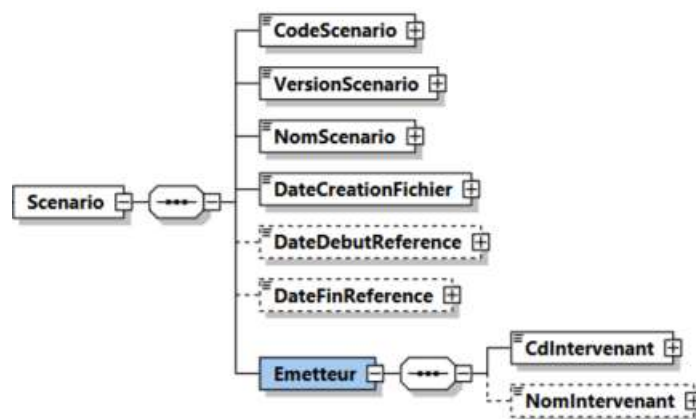 CodeScenario
VersionScenario
NomScenario
Scenario
DateCreationFichier
DateDebutReference
DateFinReference
Emetteur
CdIntervenant
NomIntervenant